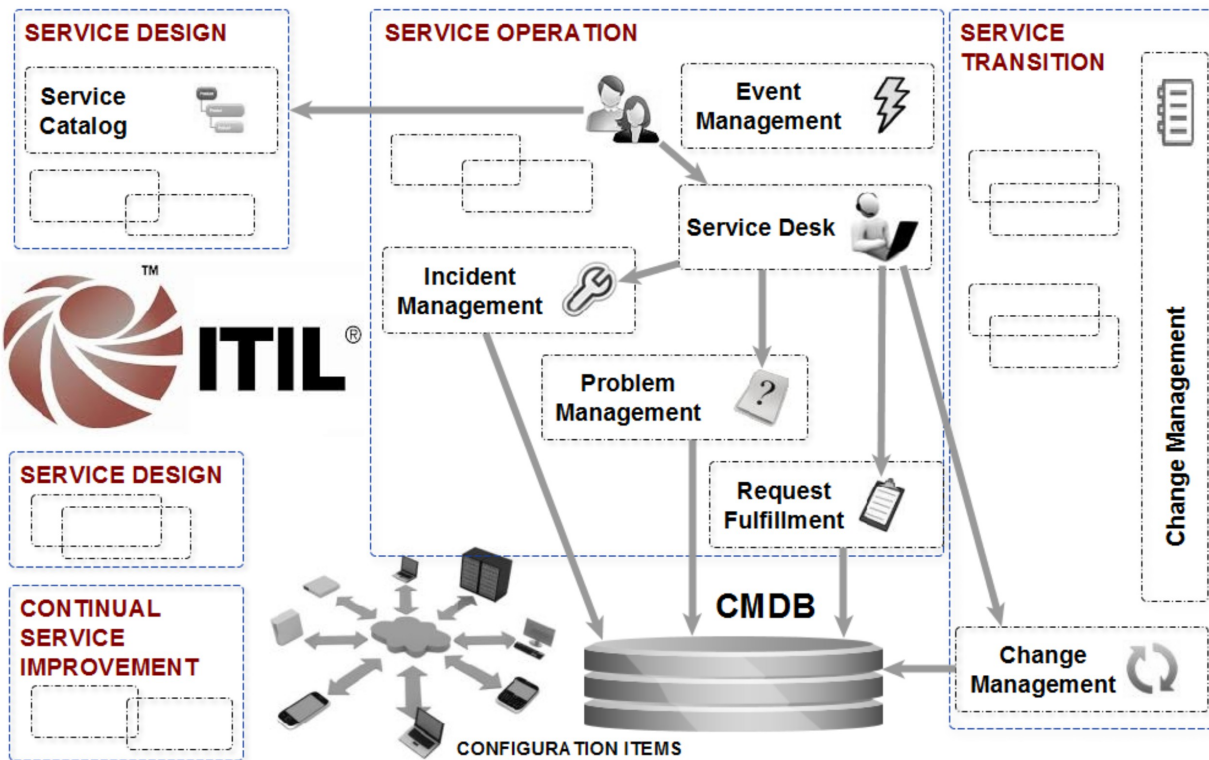 SERVICE DESIGN
Service
Catalog
SERVICE OPERATION
Event
Management
Service Desk
Incident
Management
Problem
Management
?
Request
Fulfillment
SERVICE
TRANSITION
Change Management
Change
Management
™
ITIL®
SERVICE DESIGN
CONTINUAL
SERVICE
IMPROVEMENT
CMDB
CONFIGURATION ITEMS